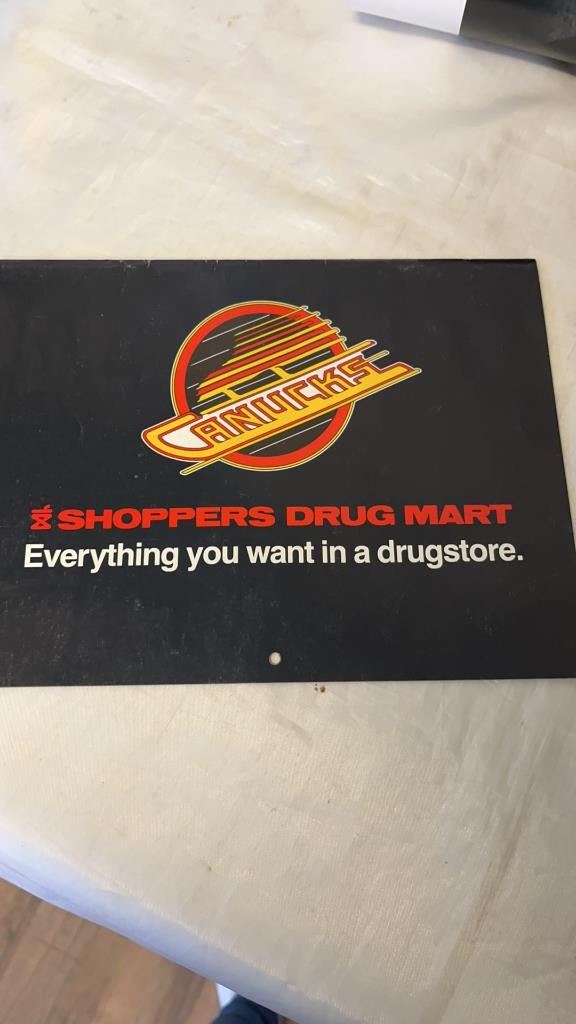 CANUCKS
SHOPPERS DRUG MART
Everything you want in a drugstore.